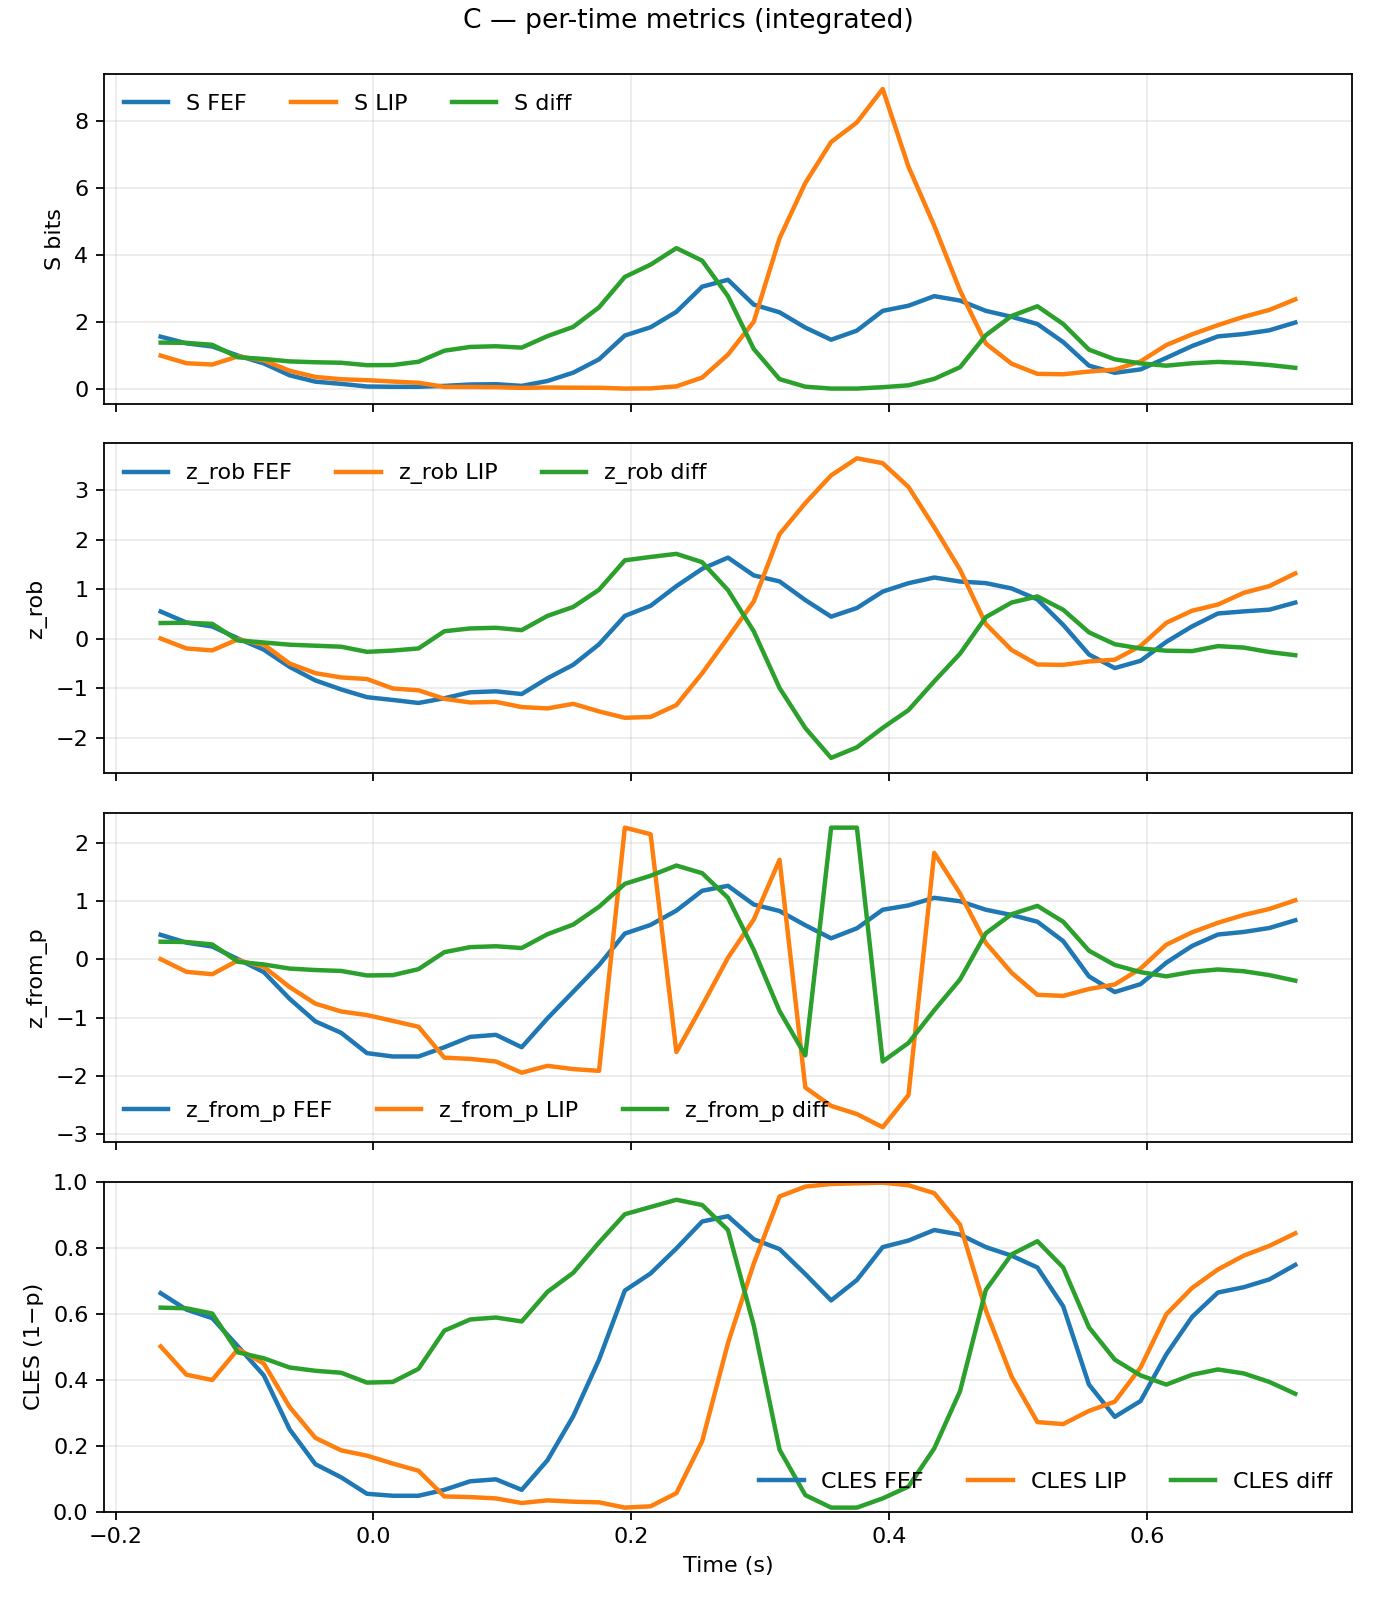 C — per-time metrics (integrated)
S FEF S LIP S diff
8
6
4
2
0
S bits
z_rob FEF z_rob LIP z_rob diff
3
2
1
0
−1
−2
z_rob
2
1
0
−1
−2
−3
z_from_p
z_from_p FEF z_from_p LIP z_from_p diff
1.0
0.8
0.6
0.4
0.2
0.0
CLES (1−p)
CLES FEF CLES LIP CLES diff
−0.2 0.0 0.2 0.4 0.6
Time (s)